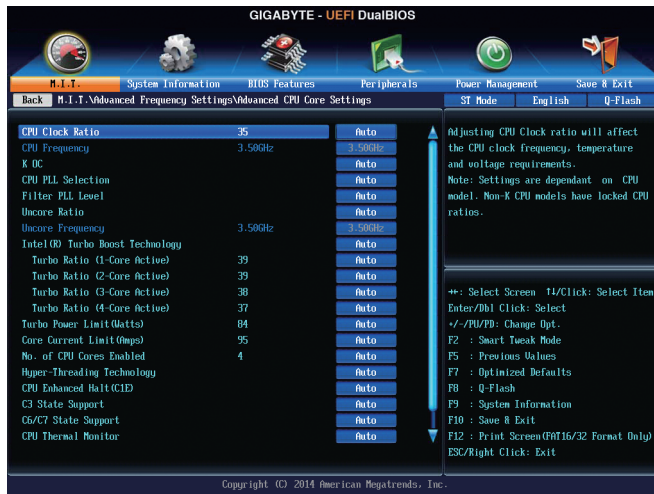 GIGABYTE - UEFI DualBIOS
M.I.T. System Information BIOS Features Peripherals Power Management Save & Exit
Back M.I.T.\Advanced Frequency Settings\Advanced CPU Core Settings ST Mode English Q-Flash
CPU Clock Ratio 35 Auto
CPU Frequency 3.50GHz 3.50GHz
K OC Auto
CPU PLL Selection Auto
Filter PLL Level Auto
Uncore Ratio Auto
Uncore Frequency 3.50GHz 3.50GHz
Intel(R) Turbo Boost Technology Auto
Turbo Ratio (1-Core Active) 39 Auto
Turbo Ratio (2-Core Active) 39 Auto
Turbo Ratio (3-Core Active) 38 Auto
Turbo Ratio (4-Core Active) 37 Auto
Turbo Power Limit(Watts) 84 Auto
Core Current Limit(Amps) 95 Auto
No. of CPU Cores Enabled 4 Auto
Hyper-Threading Technology Auto
CPU Enhanced Halt(C1E) Auto
C3 State Support Auto
C6/C7 State Support Auto
CPU Thermal Monitor Auto
Adjusting CPU Clock ratio will affect
the CPU clock frequency, temperature
and voltage requirements.
Note: Settings are dependant on CPU
model. Non-K CPU models have locked CPU
ratios.
↔: Select Screen ↑↓/Click: Select Item
Enter/Dbl Click: Select
+/-/PU/PD: Change Opt.
F2 : Smart Tweak Mode
F5 : Previous Values
F7 : Optimized Defaults
F8 : Q-Flash
F9 : System Information
F10 : Save & Exit
F12 : Print Screen(FAT16/32 Format Only)
ESC/Right Click: Exit
Copyright (C) 2014 American Megatrends, Inc.